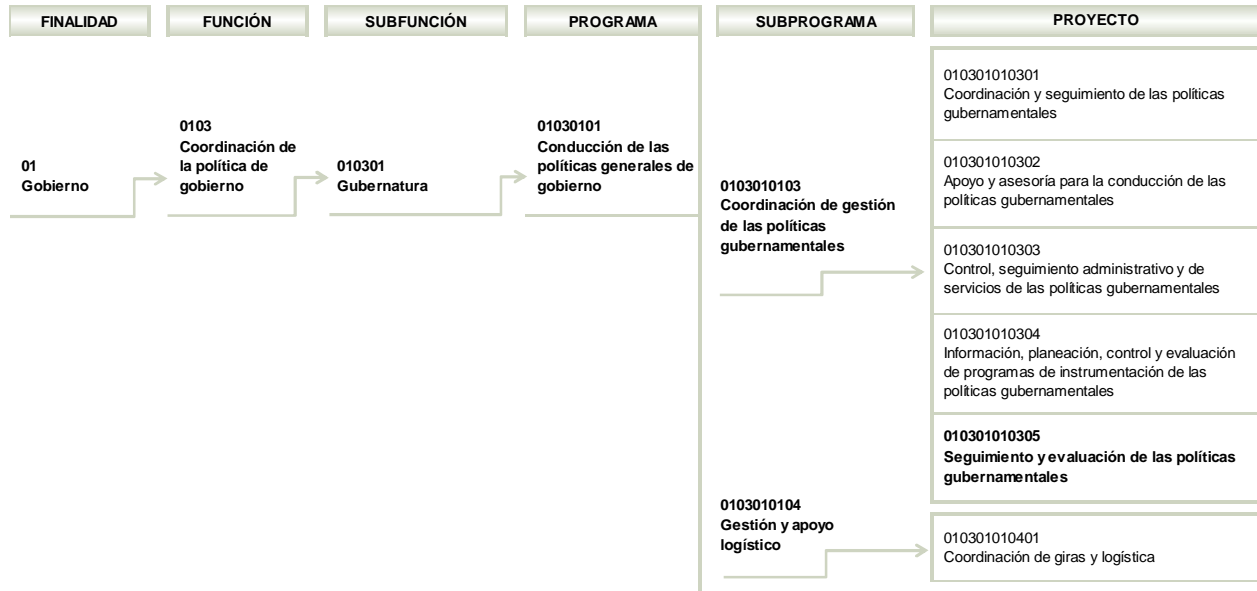 FINALIDAD
FUNCIÓN
SUBFUNCIÓN
PROGRAMA
SUBPROGRAMA
PROYECTO
01
Gobierno
0103
Coordinación de
la política de
gobierno
010301
Gubernatura
01030101
Conducción de las
políticas generales de
gobierno
0103010103
Coordinación de gestión
de las políticas
gubernamentales
010301010301
Coordinación y seguimiento de las políticas
gubernamentales
010301010302
Apoyo y asesoría para la conducción de las
políticas gubernamentales
010301010303
Control, seguimiento administrativo y de
servicios de las políticas gubernamentales
010301010304
Información, planeación, control y evaluación
de programas de instrumentación de las
políticas gubernamentales
010301010305
Seguimiento y evaluación de las políticas
gubernamentales
0103010104
Gestión y apoyo
logístico
010301010401
Coordinación de giras y logística